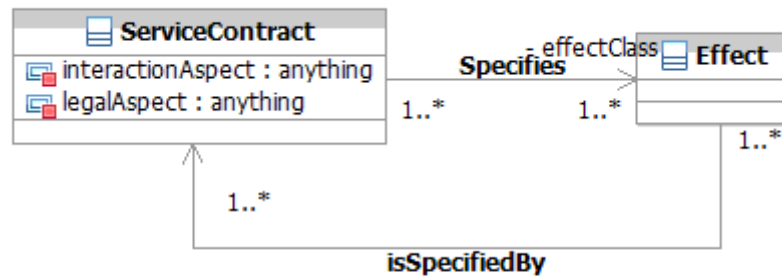 ServiceContract
interactionAspect : anything
legalAspect : anything
- effectClass
Specifies
1..*
1..*
Effect
1..*
1..*
isSpecifiedBy